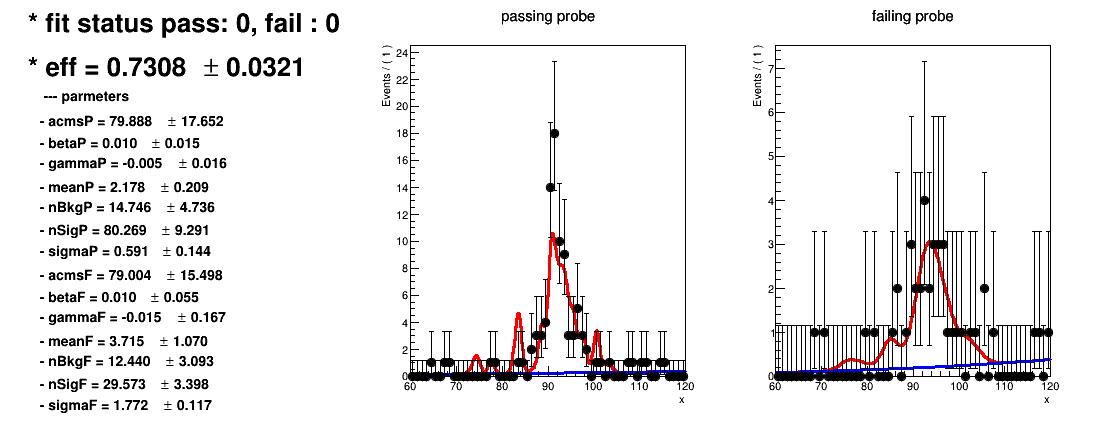 * fit status pass: 0, fail : 0
* eff = 0.7308 ± 0.0321
--- parmeters
- acmsP = 79.888 ± 17.652
- betaP = 0.010 ± 0.015
- gammaP = -0.005 ± 0.016
- meanP = 2.178 ± 0.209
- nBkgP = 14.746 ± 4.736
- nSigP = 80.269 ± 9.291
- sigmaP = 0.591 ± 0.144
- acmsF = 79.004 ± 15.498
- betaF = 0.010 ± 0.055
- gammaF = -0.015 ± 0.167
- meanF = 3.715 ± 1.070
- nBkgF = 12.440 ± 3.093
- nSigF = 29.573 ± 3.398
- sigmaF = 1.772 ± 0.117
passing probe
Events / ( 1 )
24
22
20
18
16
14
12
10
8
6
4
2
0
60 70 80 90 100 110 120
x
failing probe
Events / ( 1 )
7
6
5
4
3
2
1
0
60 70 80 90 100 110 120
x